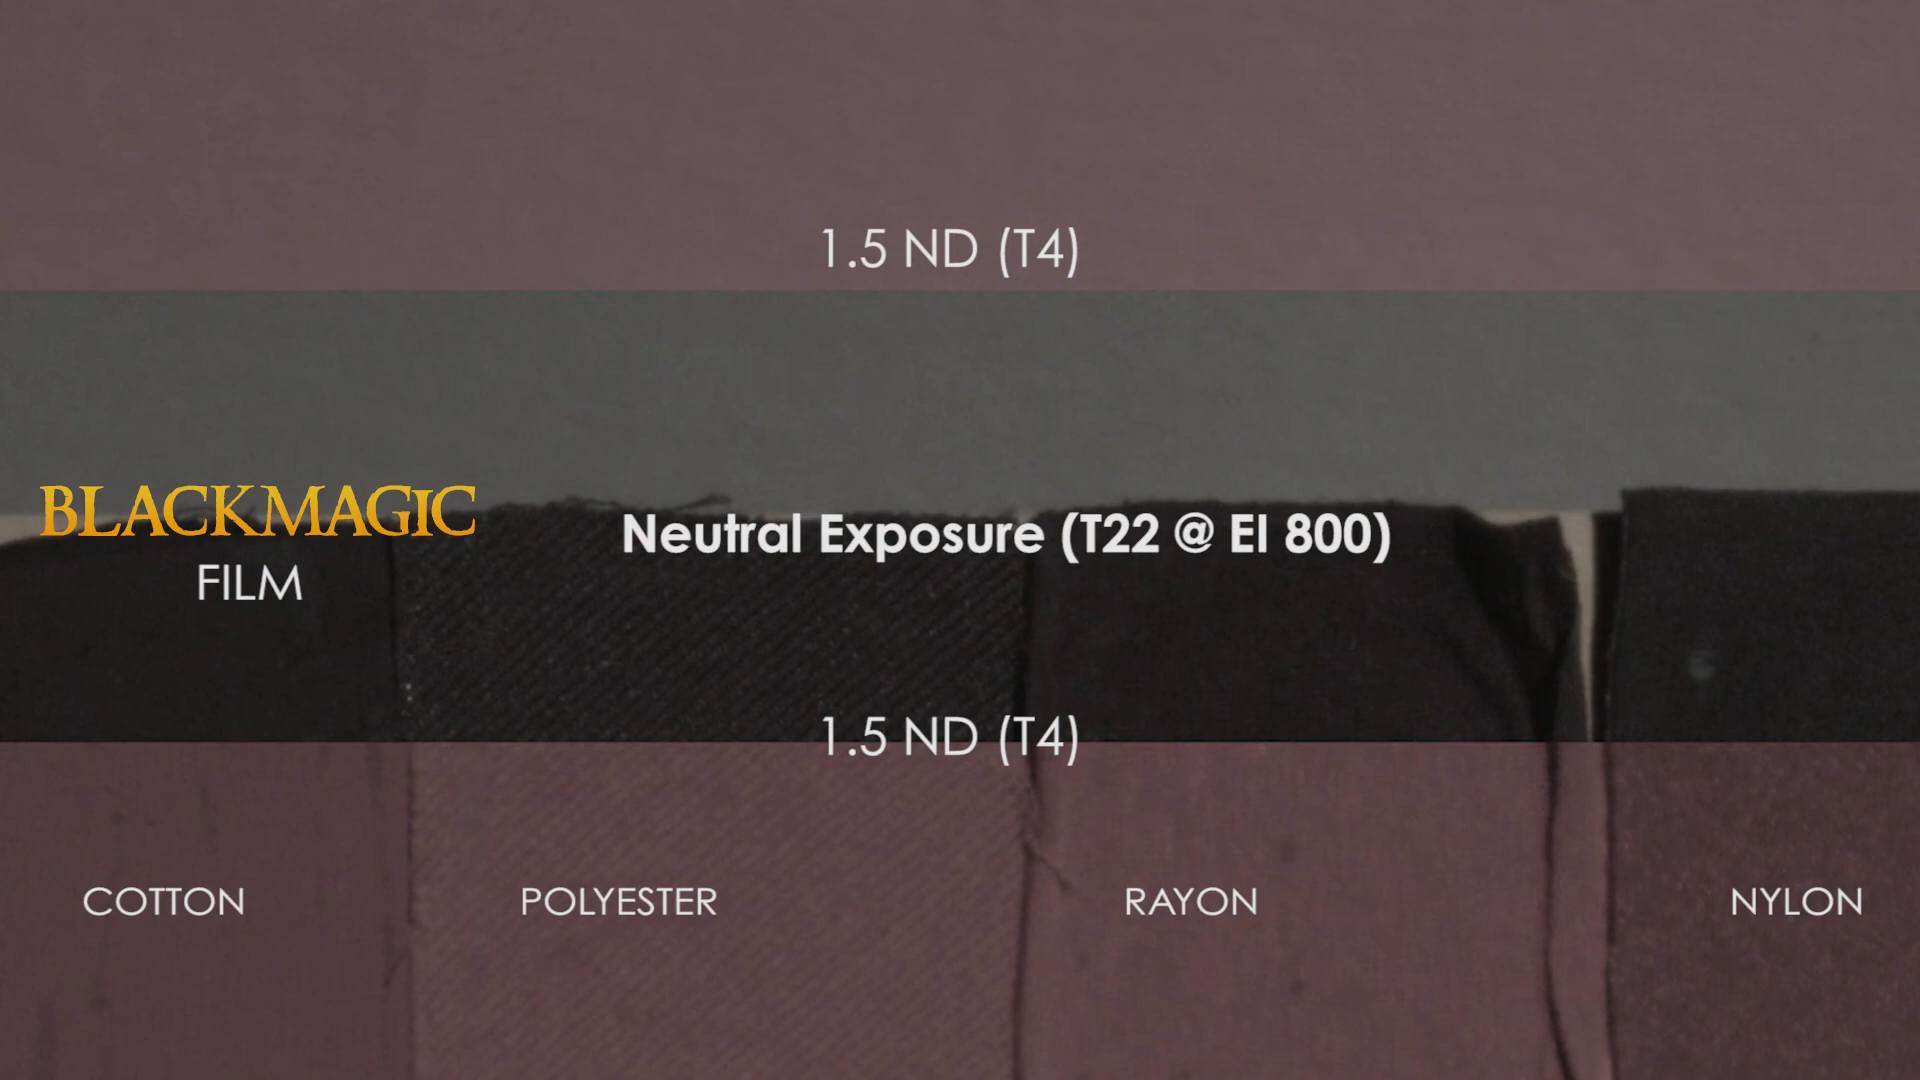 1.5 ND (T4)
BLACKMAGIC
FILM
Neutral Exposure (T22 @ EI 800)
1.5 ND (T4)
COTTON
POLYESTER
RAYON
NYLON